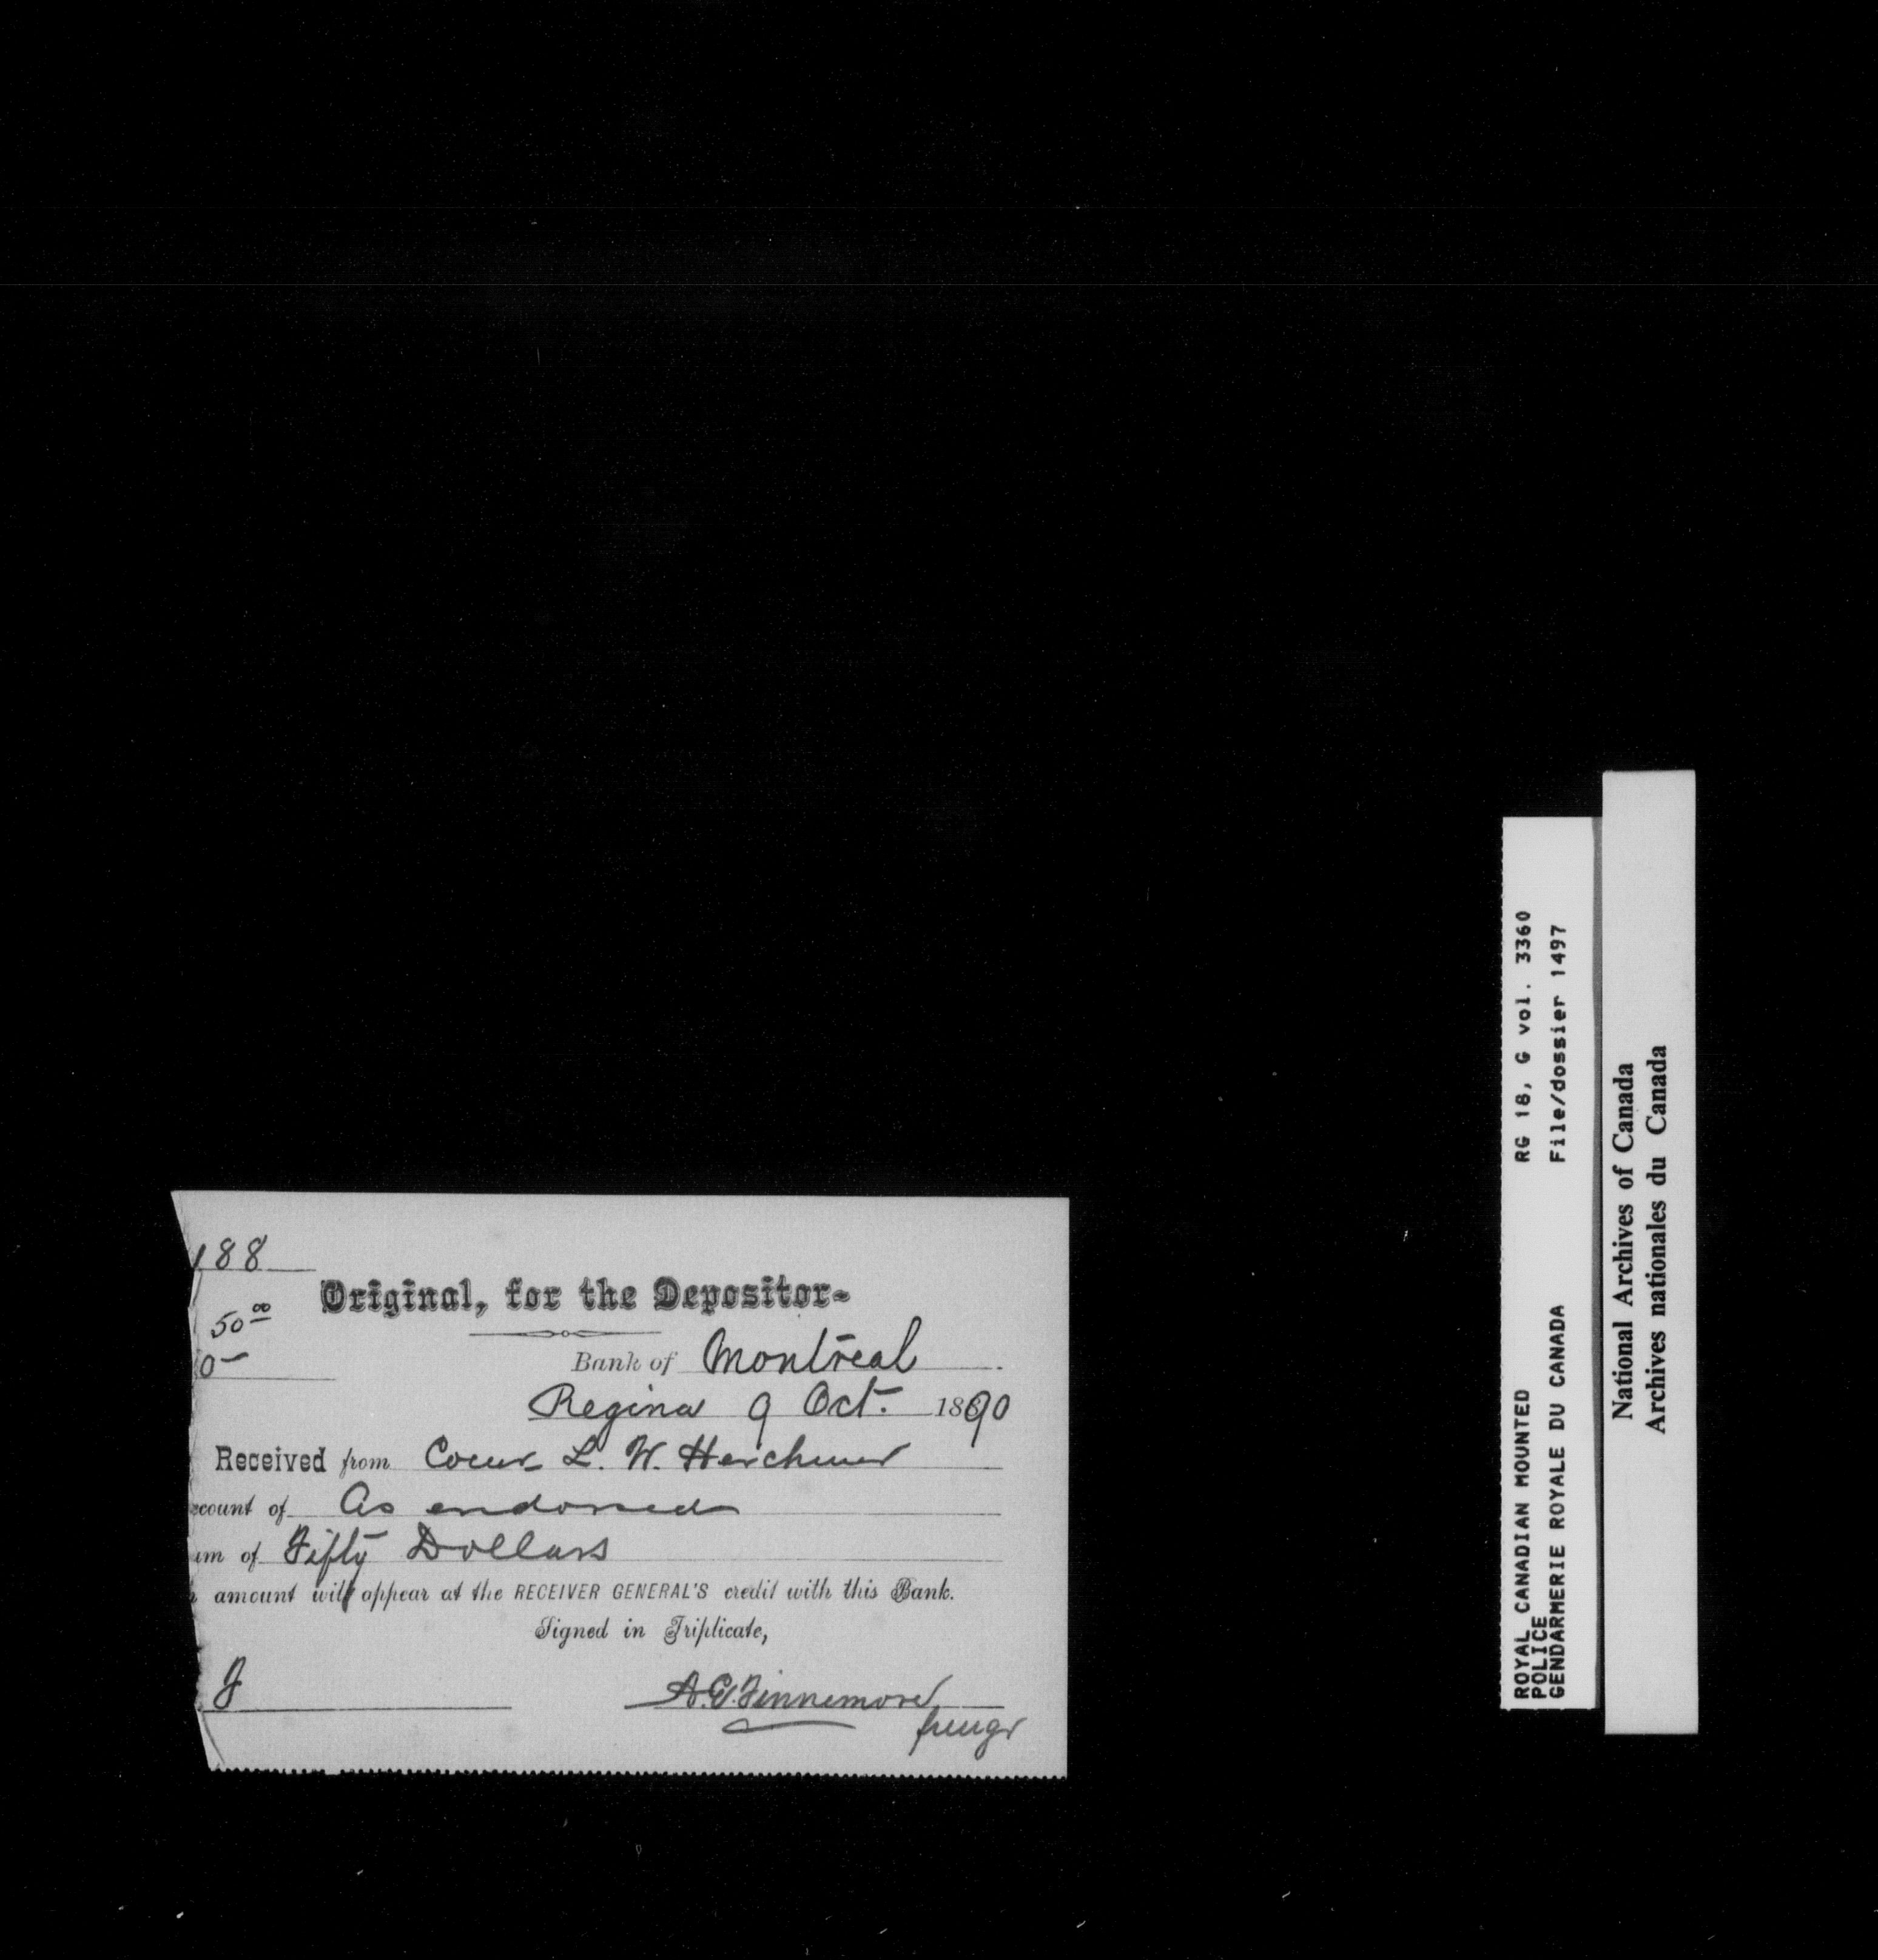 188
Original, for the Depositor-
50 00
0-
Bank of Montreal
Regina 9 Oct. 1890
Received from Comr L. W. Herchmer
ccount of As endorsed
um of Fifty Dollars
h amount will appear at the RECEIVER GENERAL'S credit with this Bank.
Signed in Triplicate,
A.E. Finnemore
RG 18, G vol. 3360
File/dossier 1497
ROYAL CANADIAN MOUNTED
POLICE
GENDARMERIE ROYALE DU CANADA
National Archives of Canada
Archives nationales du Canada